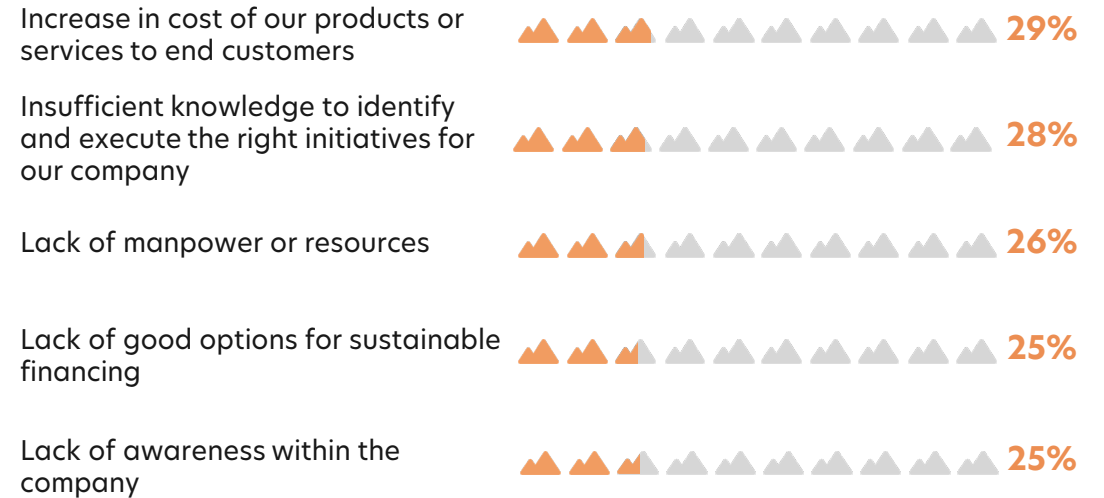 Increase in cost of our products or
services to end customers
29%
Insufficient knowledge to identify
and execute the right initiatives for
our company
28%
Lack of manpower or resources
26%
Lack of good options for sustainable
financing
25%
Lack of awareness within the
company
25%